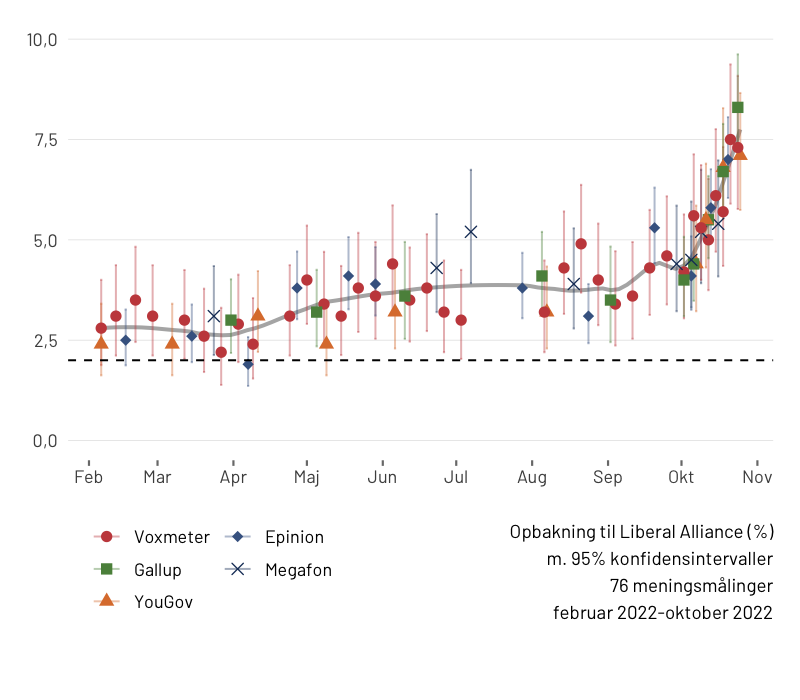 10,0
7,5
5,0
2,5
0,0
Feb Mar Apr Maj Jun Jul Aug Sep Okt Nov
Voxmeter Epinion
Gallup Megafon
YouGov
Opbakning til Liberal Alliance (%)
m. 95% konfidensintervaller
76 meningsmålinger
februar 2022-oktober 2022